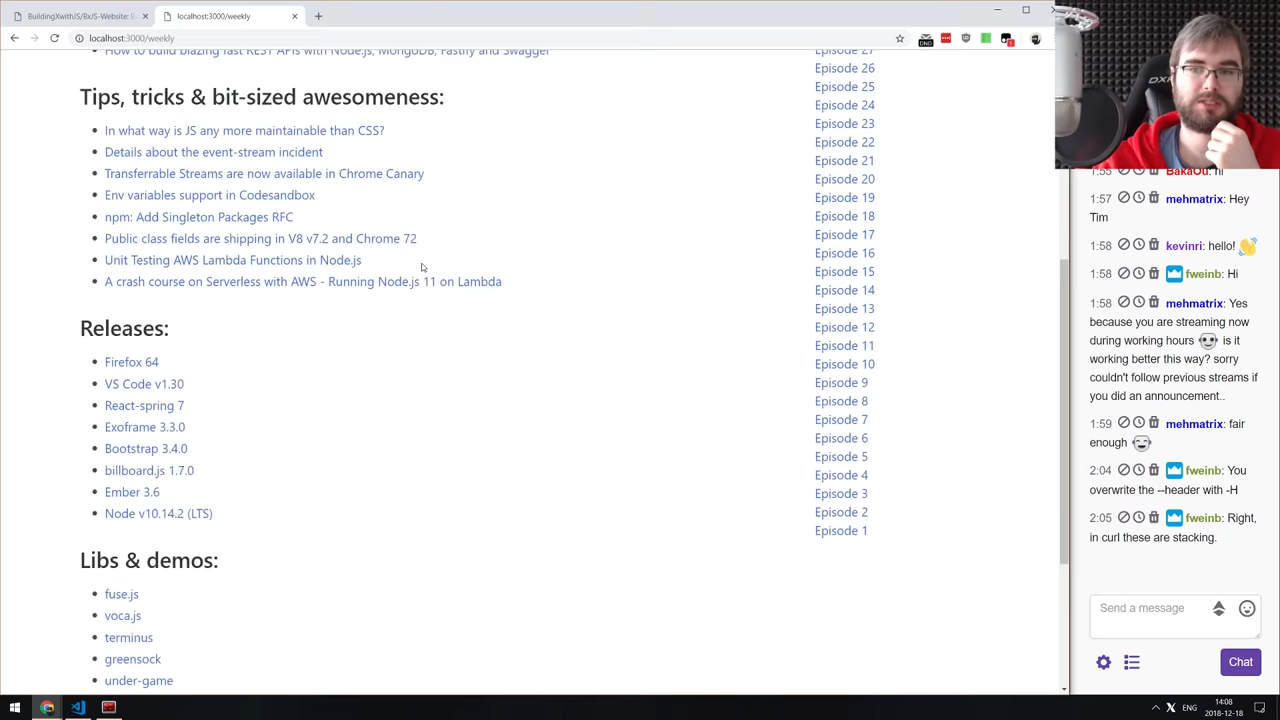 BuildingXwithJS/BxJS-Website: B
localhost:3000/weekly
localhost:3000/weekly
How to build blazing fast REST APIs with Node.js, MongoDB, Fastify and Swagger
Tips, tricks & bit-sized awesomeness:
In what way is JS any more maintainable than CSS?
Details about the event-stream incident
Transferrable Streams are now available in Chrome Canary
Env variables support in Codesandbox
npm: Add Singleton Packages RFC
Public class fields are shipping in V8 v7.2 and Chrome 72
Unit Testing AWS Lambda Functions in Node.js
A crash course on Serverless with AWS - Running Node.js 11 on Lambda
Releases:
Firefox 64
VS Code v1.30
React-spring 7
Exoframe 3.3.0
Bootstrap 3.4.0
billboard.js 1.7.0
Ember 3.6
Node v10.14.2 (LTS)
Libs & demos:
fuse.js
voca.js
terminus
greensock
under-game
Episode 27
Episode 26
Episode 25
Episode 24
Episode 23
Episode 22
Episode 21
Episode 20
Episode 19
Episode 18
Episode 17
Episode 16
Episode 15
Episode 14
Episode 13
Episode 12
Episode 11
Episode 10
Episode 9
Episode 8
Episode 7
Episode 6
Episode 5
Episode 4
Episode 3
Episode 2
Episode 1
DND
1
1:55 BakaOu: hi
1:57 mehmatrix: Hey
Tim
1:58 kevinri: hello!
1:58 fweinb: Hi
1:58 mehmatrix: Yes
because you are streaming now
during working hours is it
working better this way? sorry
couldn't follow previous streams if
you did an announcement..
1:59 mehmatrix: fair
enough
2:04 fweinb: You
overwrite the --header with -H
2:05 fweinb: Right,
in curl these are stacking.
Send a message
Chat
ENG
14:08
2018-12-18